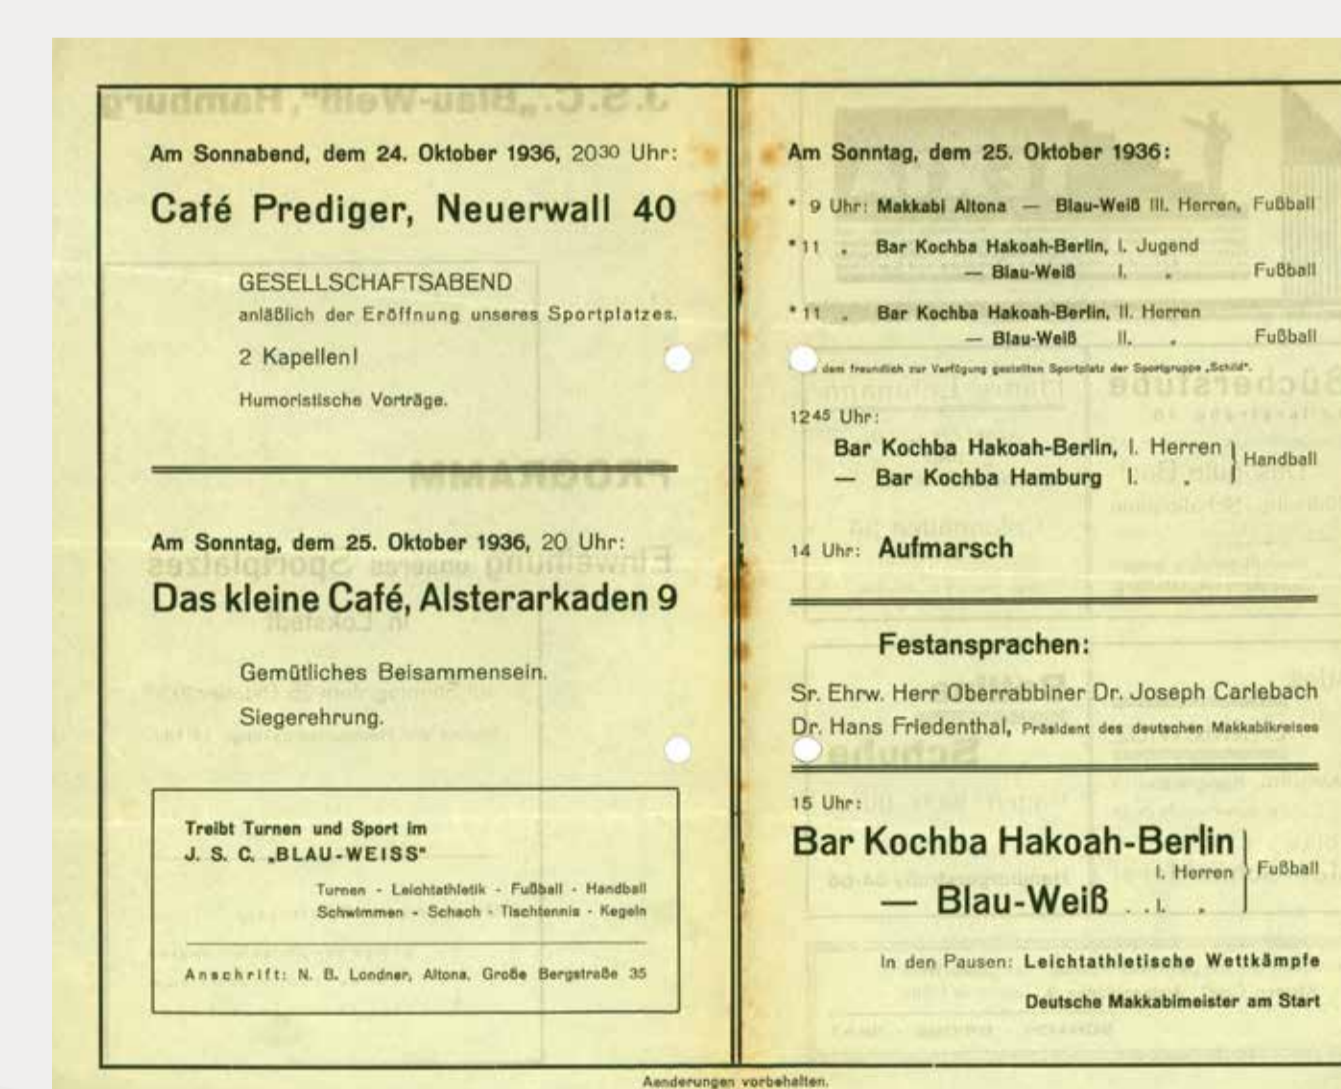 Am Sonnabend, dem 24. Oktober 1936, 20³⁰ Uhr:
Café Prediger, Neuerwall 40
GESELLSCHAFTSABEND
anläßlich der Eröffnung unseres Sportplatzes.
2 Kapellen!
Humoristische Vorträge.
Am Sonntag, dem 25. Oktober 1936, 20 Uhr:
Das kleine Café, Alsterarkaden 9
Gemütliches Beisammensein.
Siegerehrung.
Treibt Turnen und Sport im
J. S. C. „BLAU-WEISS“
Turnen - Leichtathletik - Fußball - Handball
Schwimmen - Schach - Tischtennis - Kegeln
Anschrift: N. B. Londner, Altona, Große Bergstraße 35
Am Sonntag, dem 25. Oktober 1936:
* 9 Uhr: Makkabi Altona — Blau-Weiß III. Herren, Fußball
* 11 „ Bar Kochba Hakoah-Berlin, I. Jugend
— Blau-Weiß I. „ Fußball
* 11 „ Bar Kochba Hakoah-Berlin, II. Herren
— Blau-Weiß II. „ Fußball
dem freundlich zur Verfügung gestellten Sportplatz der Sportgruppe „Schild“.
12⁴⁵ Uhr:
Bar Kochba Hakoah-Berlin, I. Herren
— Bar Kochba Hamburg I. „ Handball
14 Uhr: Aufmarsch
Festansprachen:
Sr. Ehrw. Herr Oberrabbiner Dr. Joseph Carlebach
Dr. Hans Friedenthal, Präsident des deutschen Makkabikreises
15 Uhr:
Bar Kochba Hakoah-Berlin
I. Herren Fußball
— Blau-Weiß . . I. „
In den Pausen: Leichtathletische Wettkämpfe
Deutsche Makkabimeister am Start
Aenderungen vorbehalten.